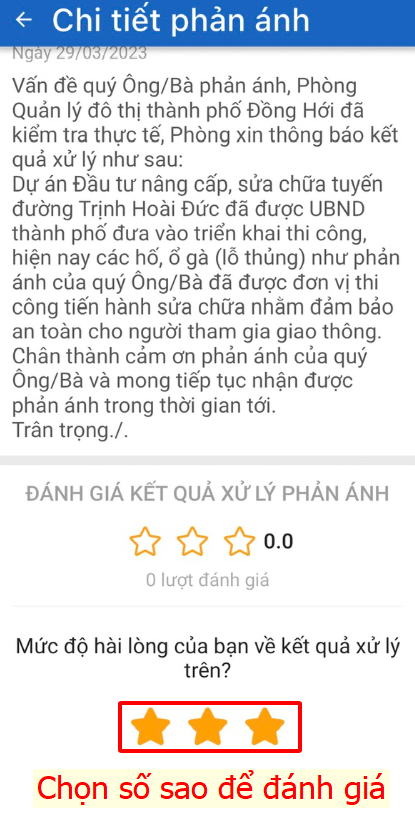 Chi tiết phản ánh
Ngày 29/03/2023
Vấn đề quý Ông/Bà phản ánh, Phòng
Quản lý đô thị thành phố Đồng Hới đã
kiểm tra thực tế, Phòng xin thông báo kết
quả xử lý như sau:
Dự án Đầu tư nâng cấp, sửa chữa tuyến
đường Trịnh Hoài Đức đã được UBND
thành phố đưa vào triển khai thi công,
hiện nay các hố, ổ gà (lỗ thủng) như phản
ánh của quý Ông/Bà đã được đơn vị thi
công tiến hành sửa chữa nhằm đảm bảo
an toàn cho người tham gia giao thông.
Chân thành cảm ơn phản ánh của quý
Ông/Bà và mong tiếp tục nhận được
phản ánh trong thời gian tới.
Trân trọng./.
ĐÁNH GIÁ KẾT QUẢ XỬ LÝ PHẢN ÁNH
0.0
0 lượt đánh giá
Mức độ hài lòng của bạn về kết quả xử lý
trên?
Chọn số sao để đánh giá